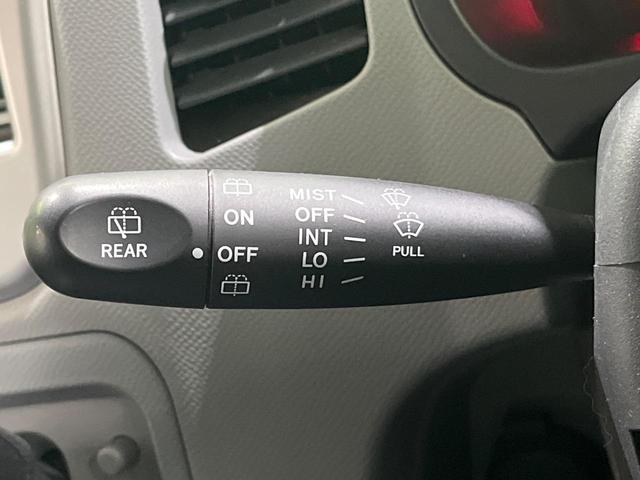 REAR
ON
OFF
MIST
OFF
INT
LO
HI
PULL